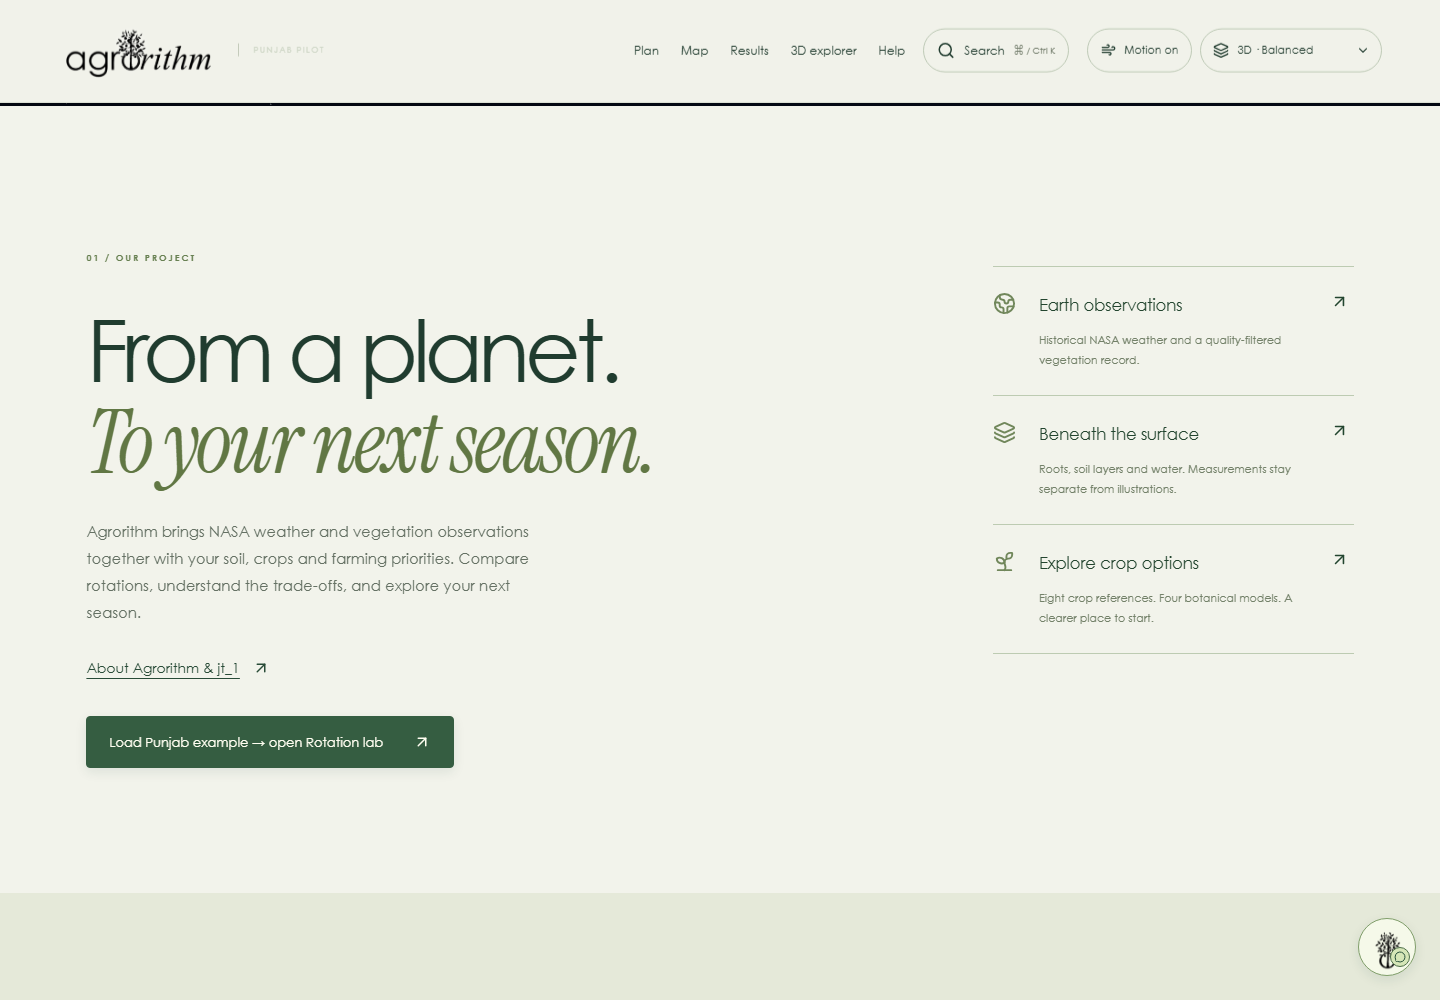 agrorithm
PUNJAB PILOT
Plan
Map
Results
3D explorer
Help
Search ⌘ / Ctrl K
Motion on
3D · Balanced
01 / OUR PROJECT
From a planet.
To your next season.
Agrorithm brings NASA weather and vegetation observations
together with your soil, crops and farming priorities. Compare
rotations, understand the trade-offs, and explore your next
season.
About Agrorithm & jt_1
Load Punjab example → open Rotation lab
Earth observations
Historical NASA weather and a quality-filtered
vegetation record.
Beneath the surface
Roots, soil layers and water. Measurements stay
separate from illustrations.
Explore crop options
Eight crop references. Four botanical models. A
clearer place to start.